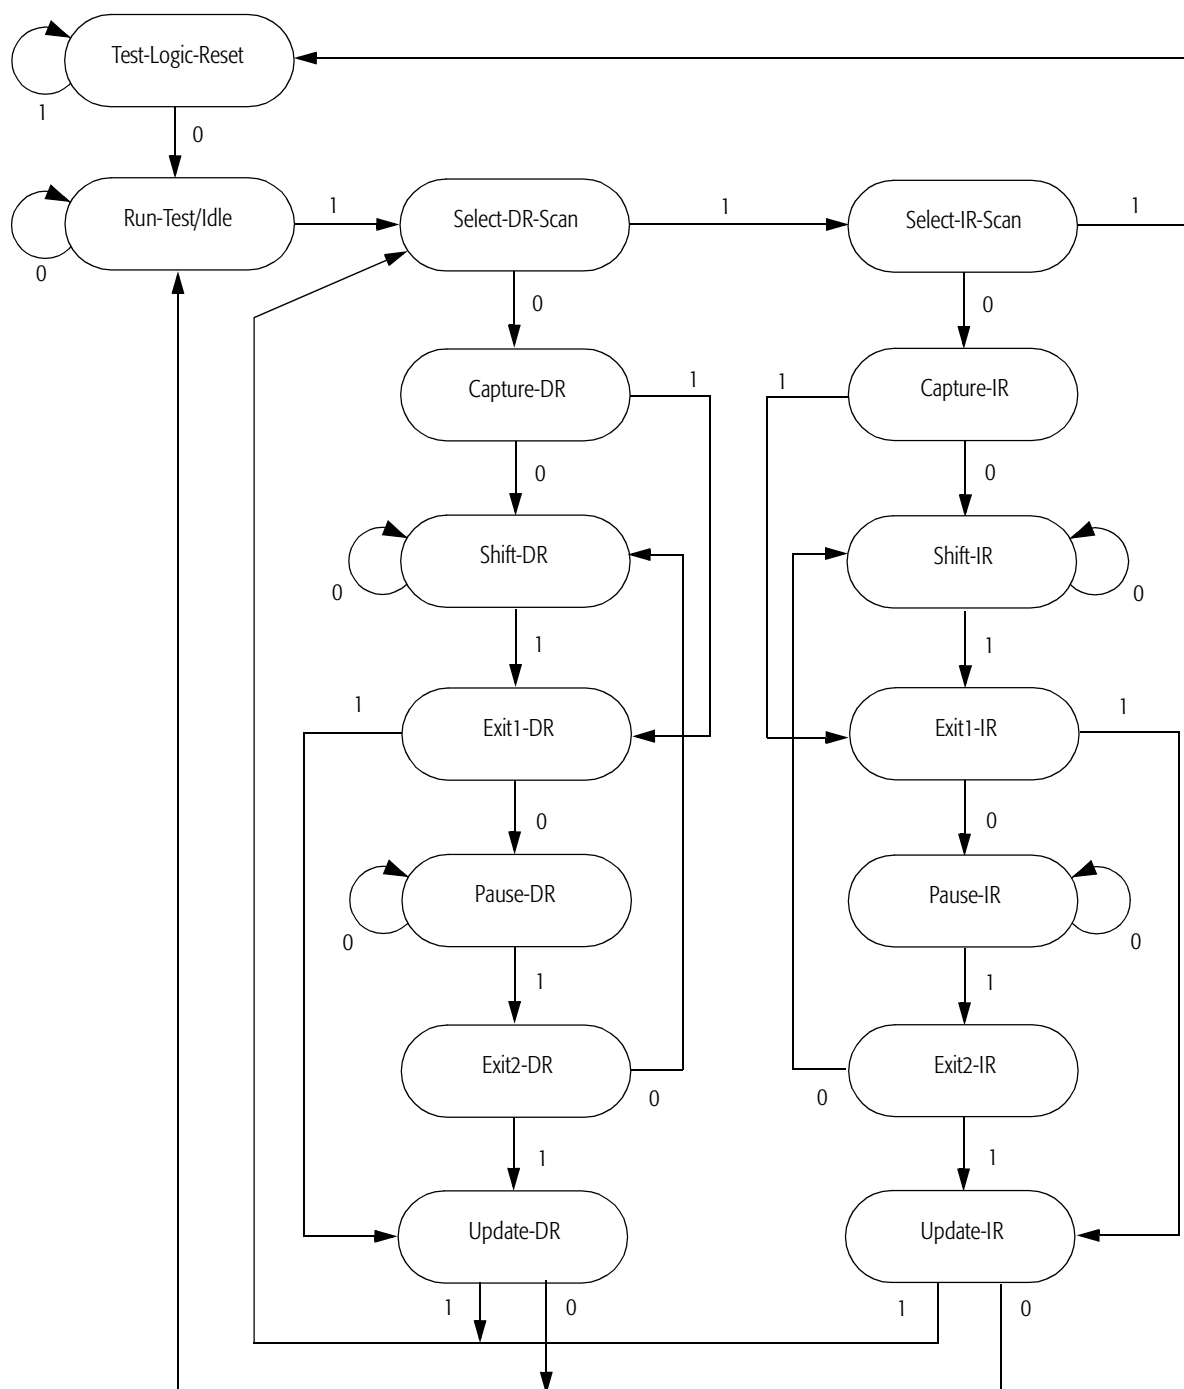 Test-Logic-Reset
1
0
Run-Test/Idle
1
Select-DR-Scan
1
Select-IR-Scan
1
0
0
0
Capture-DR
1
1
Capture-IR
0
0
Shift-DR
Shift-IR
0
0
1
1
1
Exit1-DR
Exit1-IR
1
0
0
Pause-DR
Pause-IR
0
0
1
1
Exit2-DR
Exit2-IR
0
0
1
1
Update-DR
Update-IR
1
0
1
0